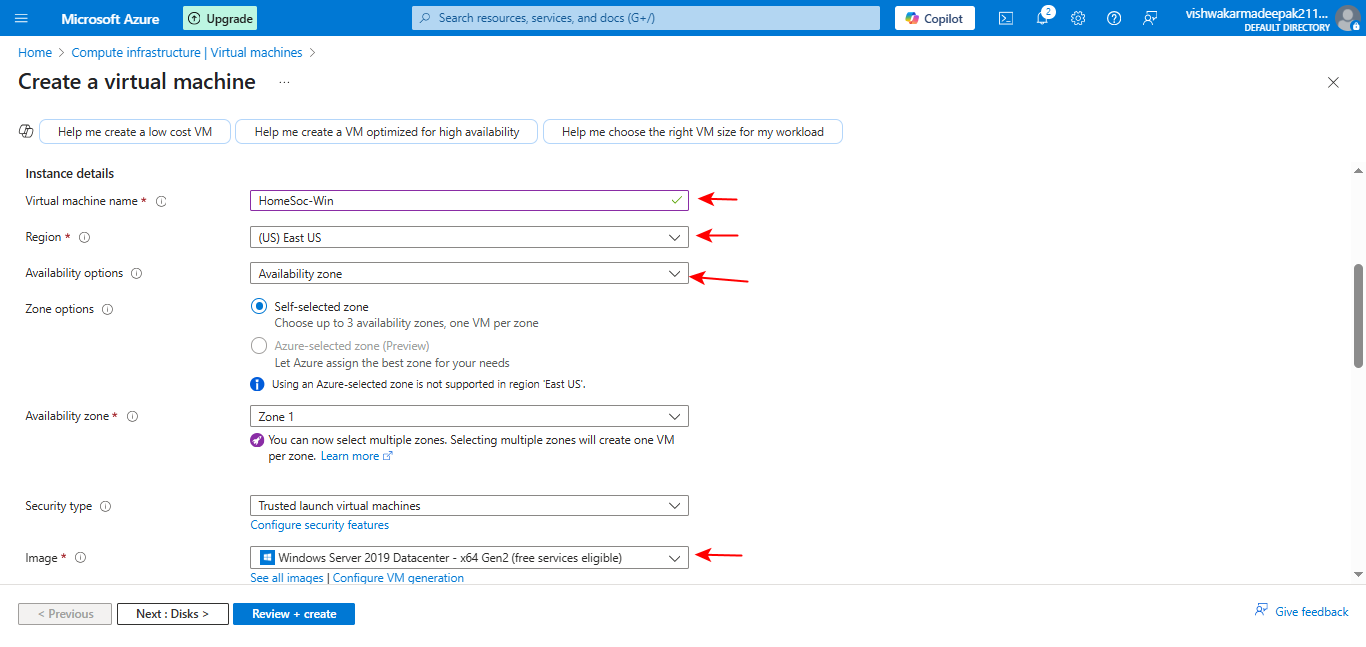 Microsoft Azure
Upgrade
Search resources, services, and docs (G+/)
Copilot
2
vishwakarmadeepak211...
DEFAULT DIRECTORY
Home > Compute infrastructure | Virtual machines >
Create a virtual machine ...
Help me create a low cost VM
Help me create a VM optimized for high availability
Help me choose the right VM size for my workload
Instance details
Virtual machine name *
HomeSoc-Win
Region *
(US) East US
Availability options
Availability zone
Zone options
Self-selected zone
Choose up to 3 availability zones, one VM per zone
Azure-selected zone (Preview)
Let Azure assign the best zone for your needs
Using an Azure-selected zone is not supported in region 'East US'.
Availability zone *
Zone 1
You can now select multiple zones. Selecting multiple zones will create one VM
per zone. Learn more
Security type
Trusted launch virtual machines
Configure security features
Image *
Windows Server 2019 Datacenter - x64 Gen2 (free services eligible)
See all images | Configure VM generation
< Previous
Next : Disks >
Review + create
Give feedback